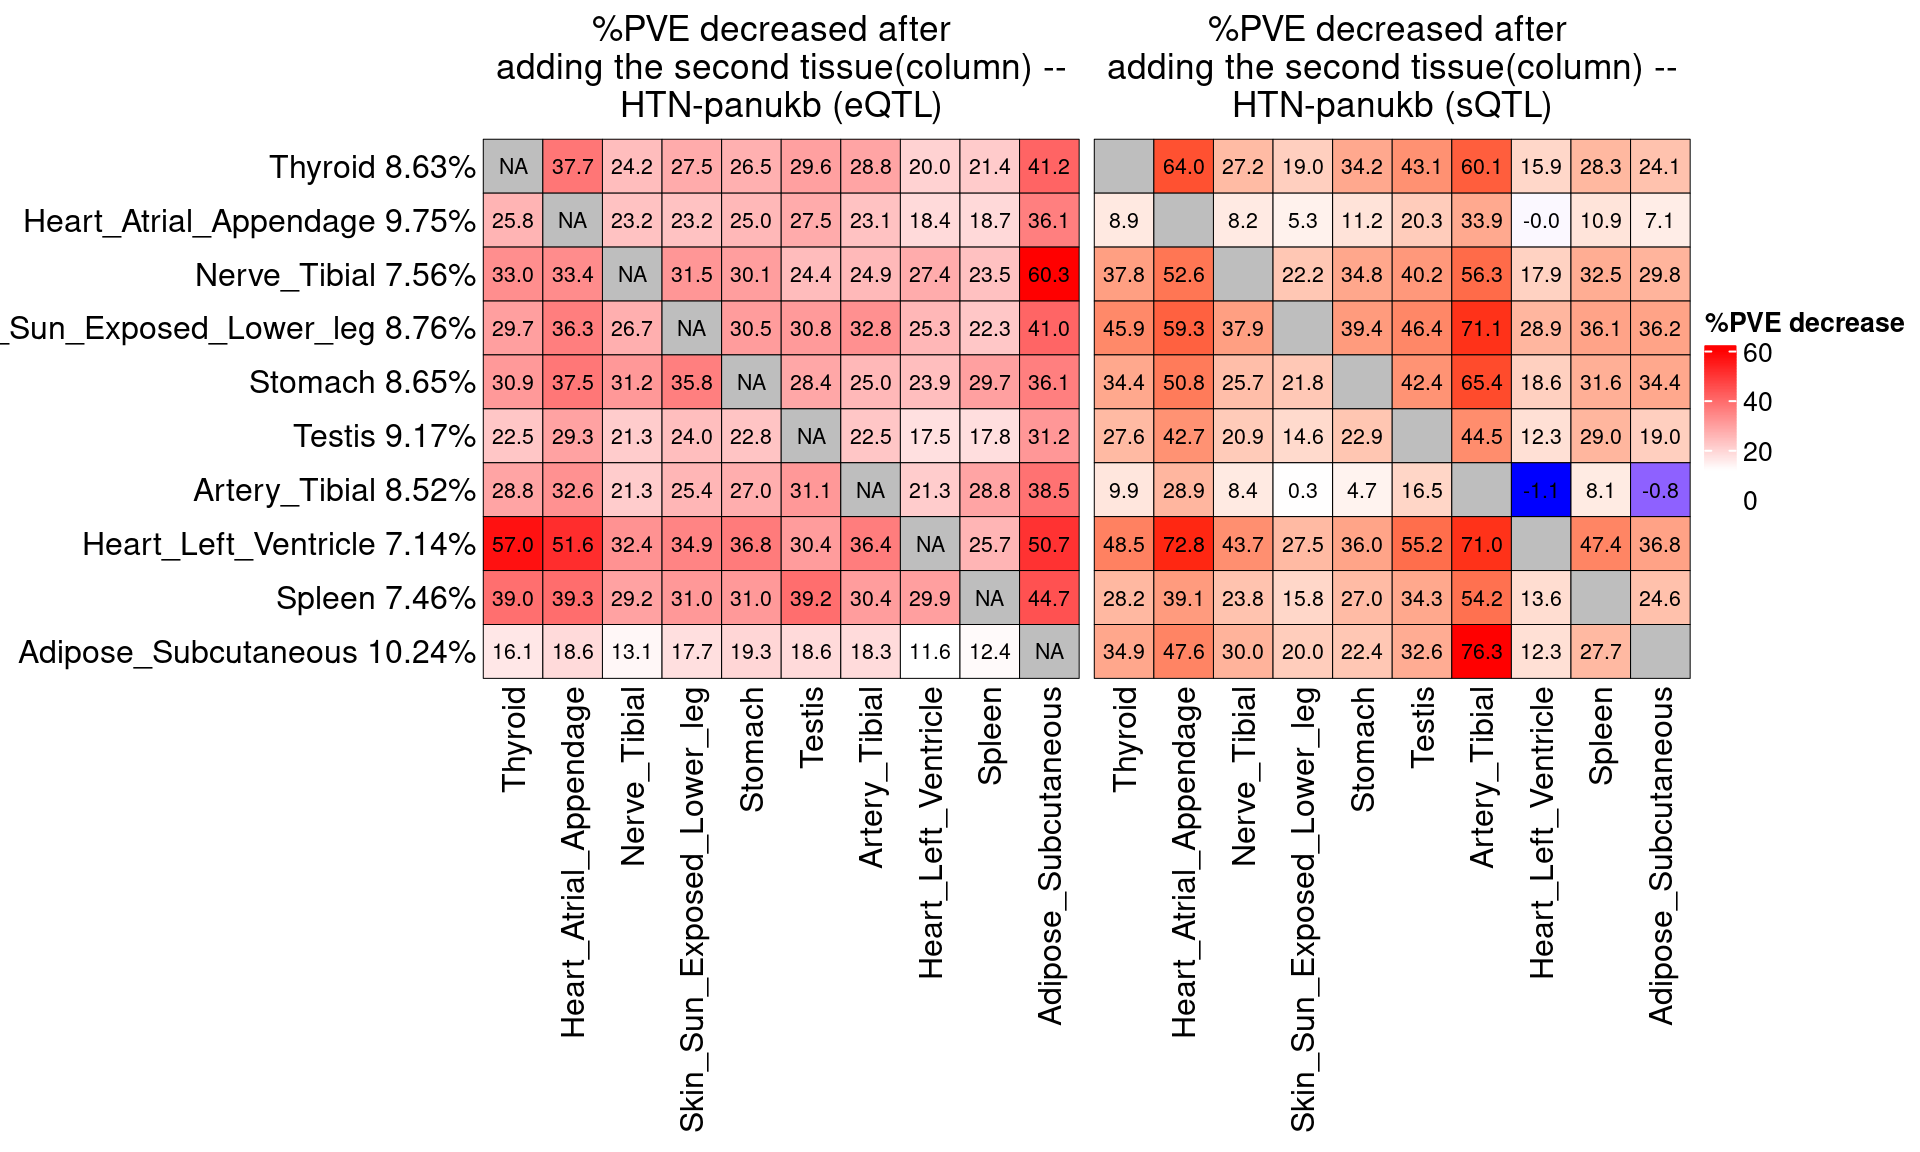 %PVE decreased after
adding the second tissue(column) --
HTN-panukb (eQTL)
%PVE decreased after
adding the second tissue(column) --
HTN-panukb (sQTL)
Thyroid 8.63% NA 37.7 24.2 27.5 26.5 29.6 28.8 20.0 21.4 41.2 64.0 27.2 19.0 34.2 43.1 60.1 15.9 28.3 24.1
Heart_Atrial_Appendage 9.75% 25.8 NA 23.2 23.2 25.0 27.5 23.1 18.4 18.7 36.1 8.9 8.2 5.3 11.2 20.3 33.9 -0.0 10.9 7.1
Nerve_Tibial 7.56% 33.0 33.4 NA 31.5 30.1 24.4 24.9 27.4 23.5 60.3 37.8 52.6 22.2 34.8 40.2 56.3 17.9 32.5 29.8
_Sun_Exposed_Lower_leg 8.76% 29.7 36.3 26.7 NA 30.5 30.8 32.8 25.3 22.3 41.0 45.9 59.3 37.9 39.4 46.4 71.1 28.9 36.1 36.2
Stomach 8.65% 30.9 37.5 31.2 35.8 NA 28.4 25.0 23.9 29.7 36.1 34.4 50.8 25.7 21.8 42.4 65.4 18.6 31.6 34.4
Testis 9.17% 22.5 29.3 21.3 24.0 22.8 NA 22.5 17.5 17.8 31.2 27.6 42.7 20.9 14.6 22.9 44.5 12.3 29.0 19.0
Artery_Tibial 8.52% 28.8 32.6 21.3 25.4 27.0 31.1 NA 21.3 28.8 38.5 9.9 28.9 8.4 0.3 4.7 16.5 -1.1 8.1 -0.8
Heart_Left_Ventricle 7.14% 57.0 51.6 32.4 34.9 36.8 30.4 36.4 NA 25.7 50.7 48.5 72.8 43.7 27.5 36.0 55.2 71.0 47.4 36.8
Spleen 7.46% 39.0 39.3 29.2 31.0 31.0 39.2 30.4 29.9 NA 44.7 28.2 39.1 23.8 15.8 27.0 34.3 54.2 13.6 24.6
Adipose_Subcutaneous 10.24% 16.1 18.6 13.1 17.7 19.3 18.6 18.3 11.6 12.4 NA 34.9 47.6 30.0 20.0 22.4 32.6 76.3 12.3 27.7
Thyroid
Heart_Atrial_Appendage
Nerve_Tibial
Skin_Sun_Exposed_Lower_leg
Stomach
Testis
Artery_Tibial
Heart_Left_Ventricle
Spleen
Adipose_Subcutaneous
Thyroid
Heart_Atrial_Appendage
Nerve_Tibial
Skin_Sun_Exposed_Lower_leg
Stomach
Testis
Artery_Tibial
Heart_Left_Ventricle
Spleen
Adipose_Subcutaneous
%PVE decrease
60
40
20
0